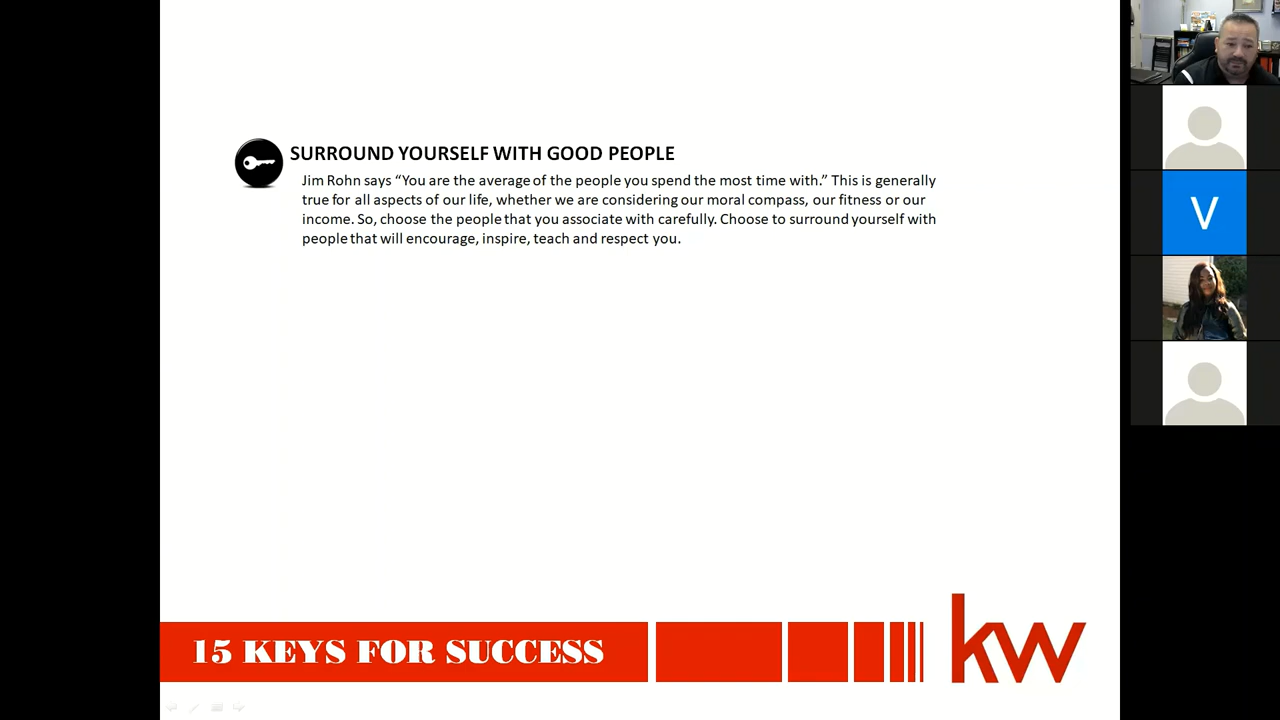 SURROUND YOURSELF WITH GOOD PEOPLE
Jim Rohn says “You are the average of the people you spend the most time with.” This is generally
true for all aspects of our life, whether we are considering our moral compass, our fitness or our
income. So, choose the people that you associate with carefully. Choose to surround yourself with
people that will encourage, inspire, teach and respect you.
V
15 KEYS FOR SUCCESS
kw